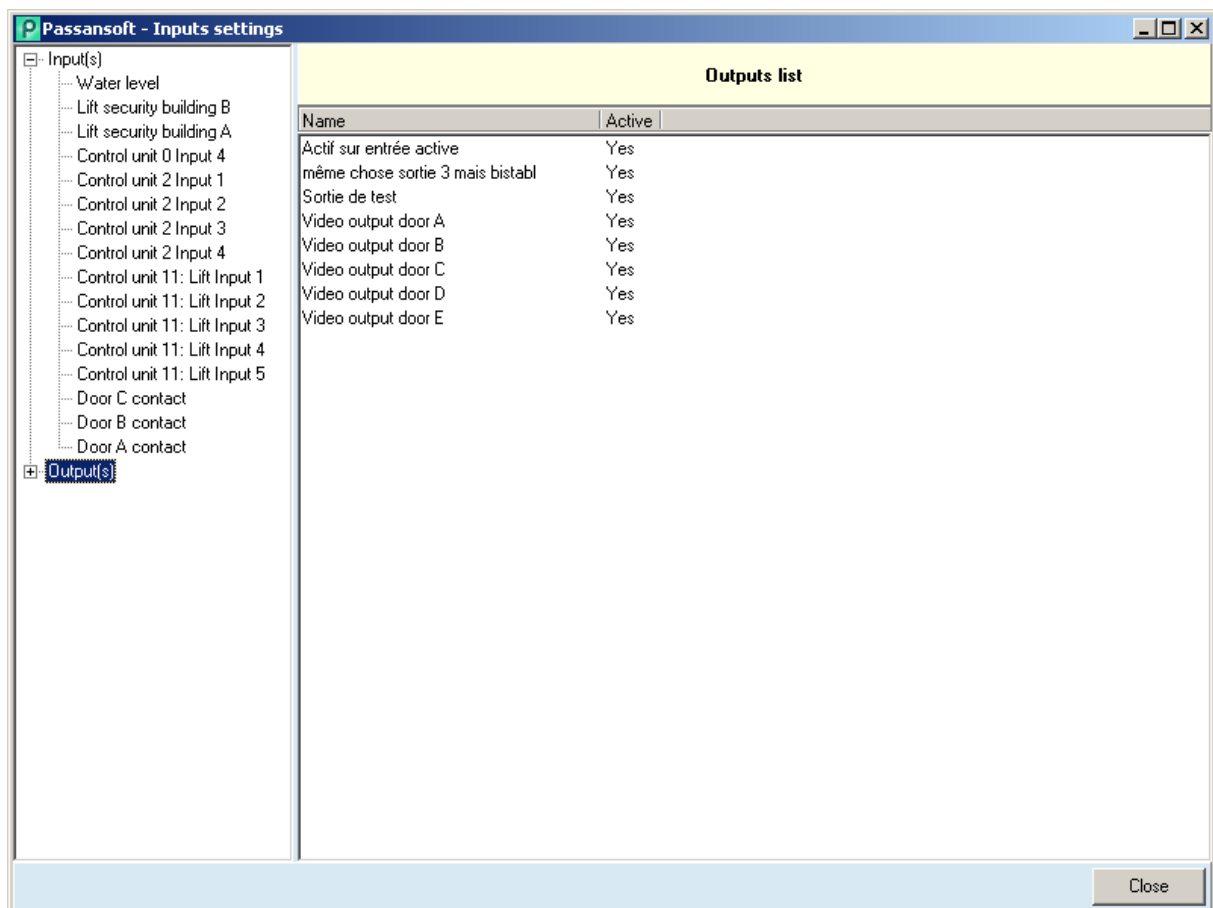 Passansoft - Inputs settings
Input(s)
Water level
Lift security building B
Lift security building A
Control unit 0 Input 4
Control unit 2 Input 1
Control unit 2 Input 2
Control unit 2 Input 3
Control unit 2 Input 4
Control unit 11: Lift Input 1
Control unit 11: Lift Input 2
Control unit 11: Lift Input 3
Control unit 11: Lift Input 4
Control unit 11: Lift Input 5
Door C contact
Door B contact
Door A contact
Output(s)
Outputs list
Name Active
Actif sur entrée active Yes
même chose sortie 3 mais bistabl Yes
Sortie de test Yes
Video output door A Yes
Video output door B Yes
Video output door C Yes
Video output door D Yes
Video output door E Yes
Close